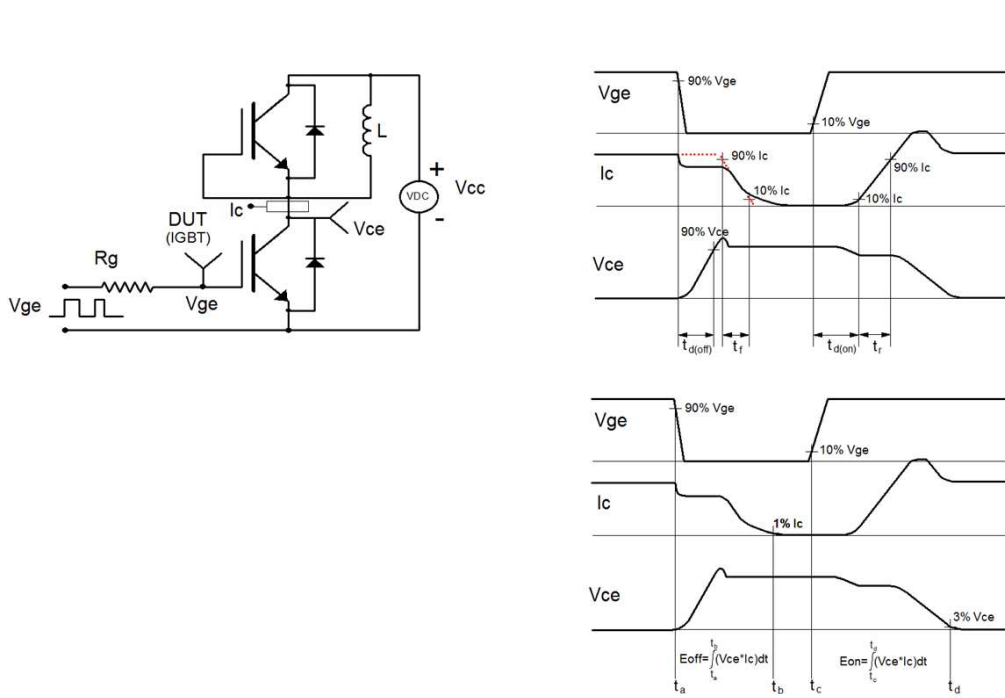 L
+
VDC
-
Vcc
Ic
DUT
(IGBT)
Vce
Rg
Vge
Vge
Vge
90% Vge
10% Vge
Ic
90% Ic
10% Ic
90% Ic
10% Ic
Vce
90% Vce
td(off)
tf
td(on)
tr
Vge
90% Vge
10% Vge
Ic
1% Ic
Vce
3% Vce
Eoff=∫(Vce*Ic)dt
Eon=∫(Vce*Ic)dt
ta
tb
tc
td